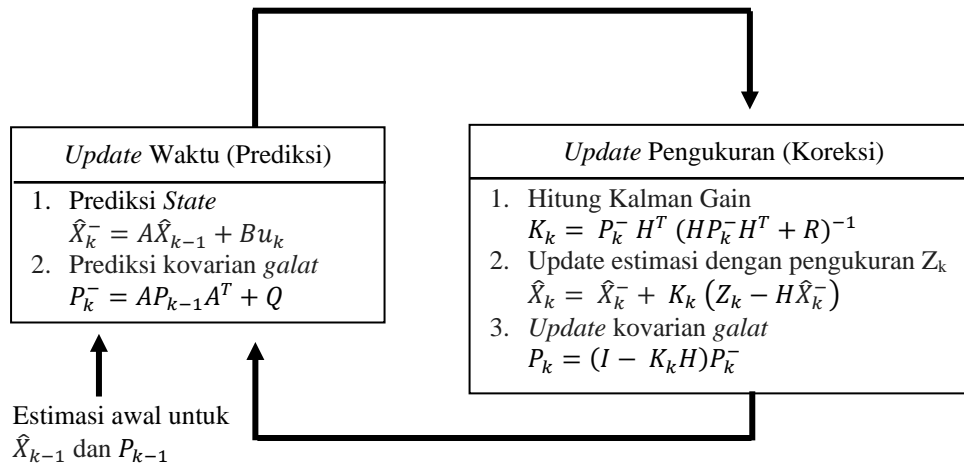 Update Waktu (Prediksi)
1. Prediksi State
X̂ₖ⁻ = AX̂ₖ₋₁ + Buₖ
2. Prediksi kovarian galat
Pₖ⁻ = APₖ₋₁Aᵀ + Q
Estimasi awal untuk
X̂ₖ₋₁ dan Pₖ₋₁
Update Pengukuran (Koreksi)
1. Hitung Kalman Gain
Kₖ = Pₖ⁻ Hᵀ (HPₖ⁻Hᵀ + R)⁻¹
2. Update estimasi dengan pengukuran Zₖ
X̂ₖ = X̂ₖ⁻ + Kₖ (Zₖ − HX̂ₖ⁻)
3. Update kovarian galat
Pₖ = (I − KₖH)Pₖ⁻